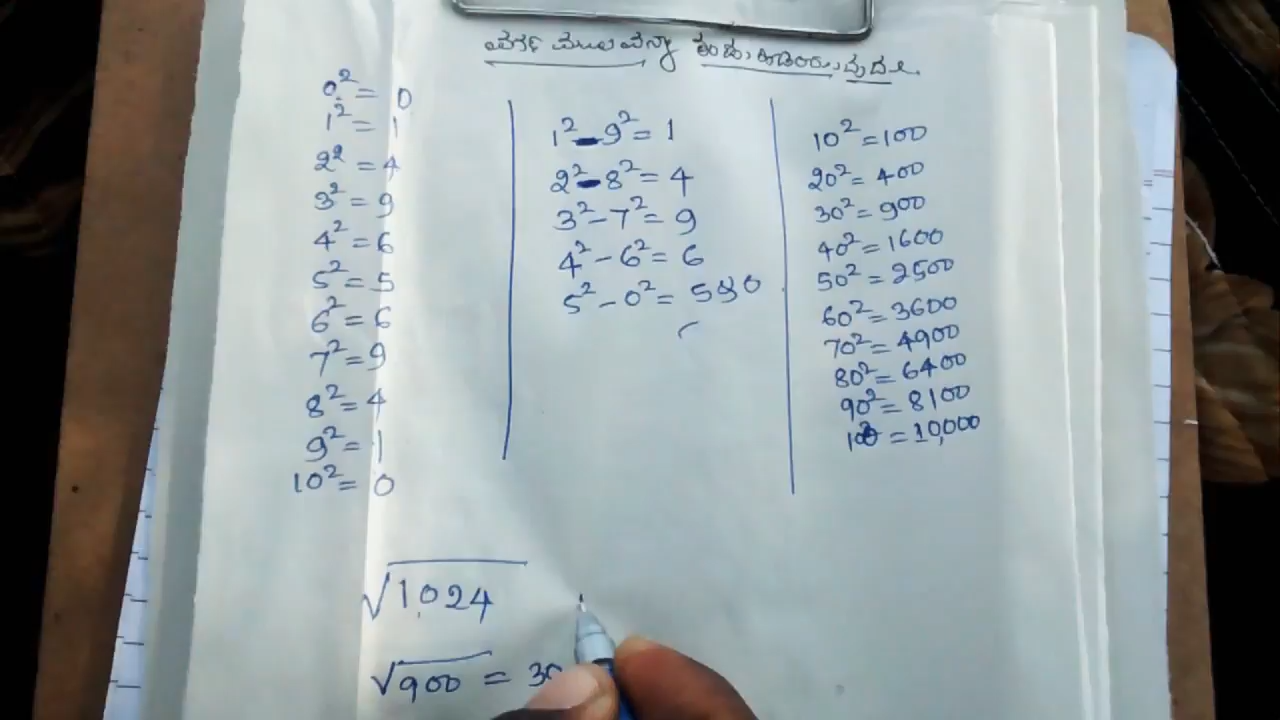 ವರ್ಗ ಮೂಲವನ್ನು ಕಂಡು ಹಿಡಿಯುವುದು.
0² = 0
1² = 1
2² = 4
3² = 9
4² = 6
5² = 5
6² = 6
7² = 9
8² = 4
9² = 1
10² = 0
1² - 9² = 1
2² - 8² = 4
3² - 7² = 9
4² - 6² = 6
5² - 0² = 5
10² = 100
20² = 400
30² = 900
40² = 1600
50² = 2500
60² = 3600
70² = 4900
80² = 6400
90² = 8100
= 10,000
√1024
√900 = 30